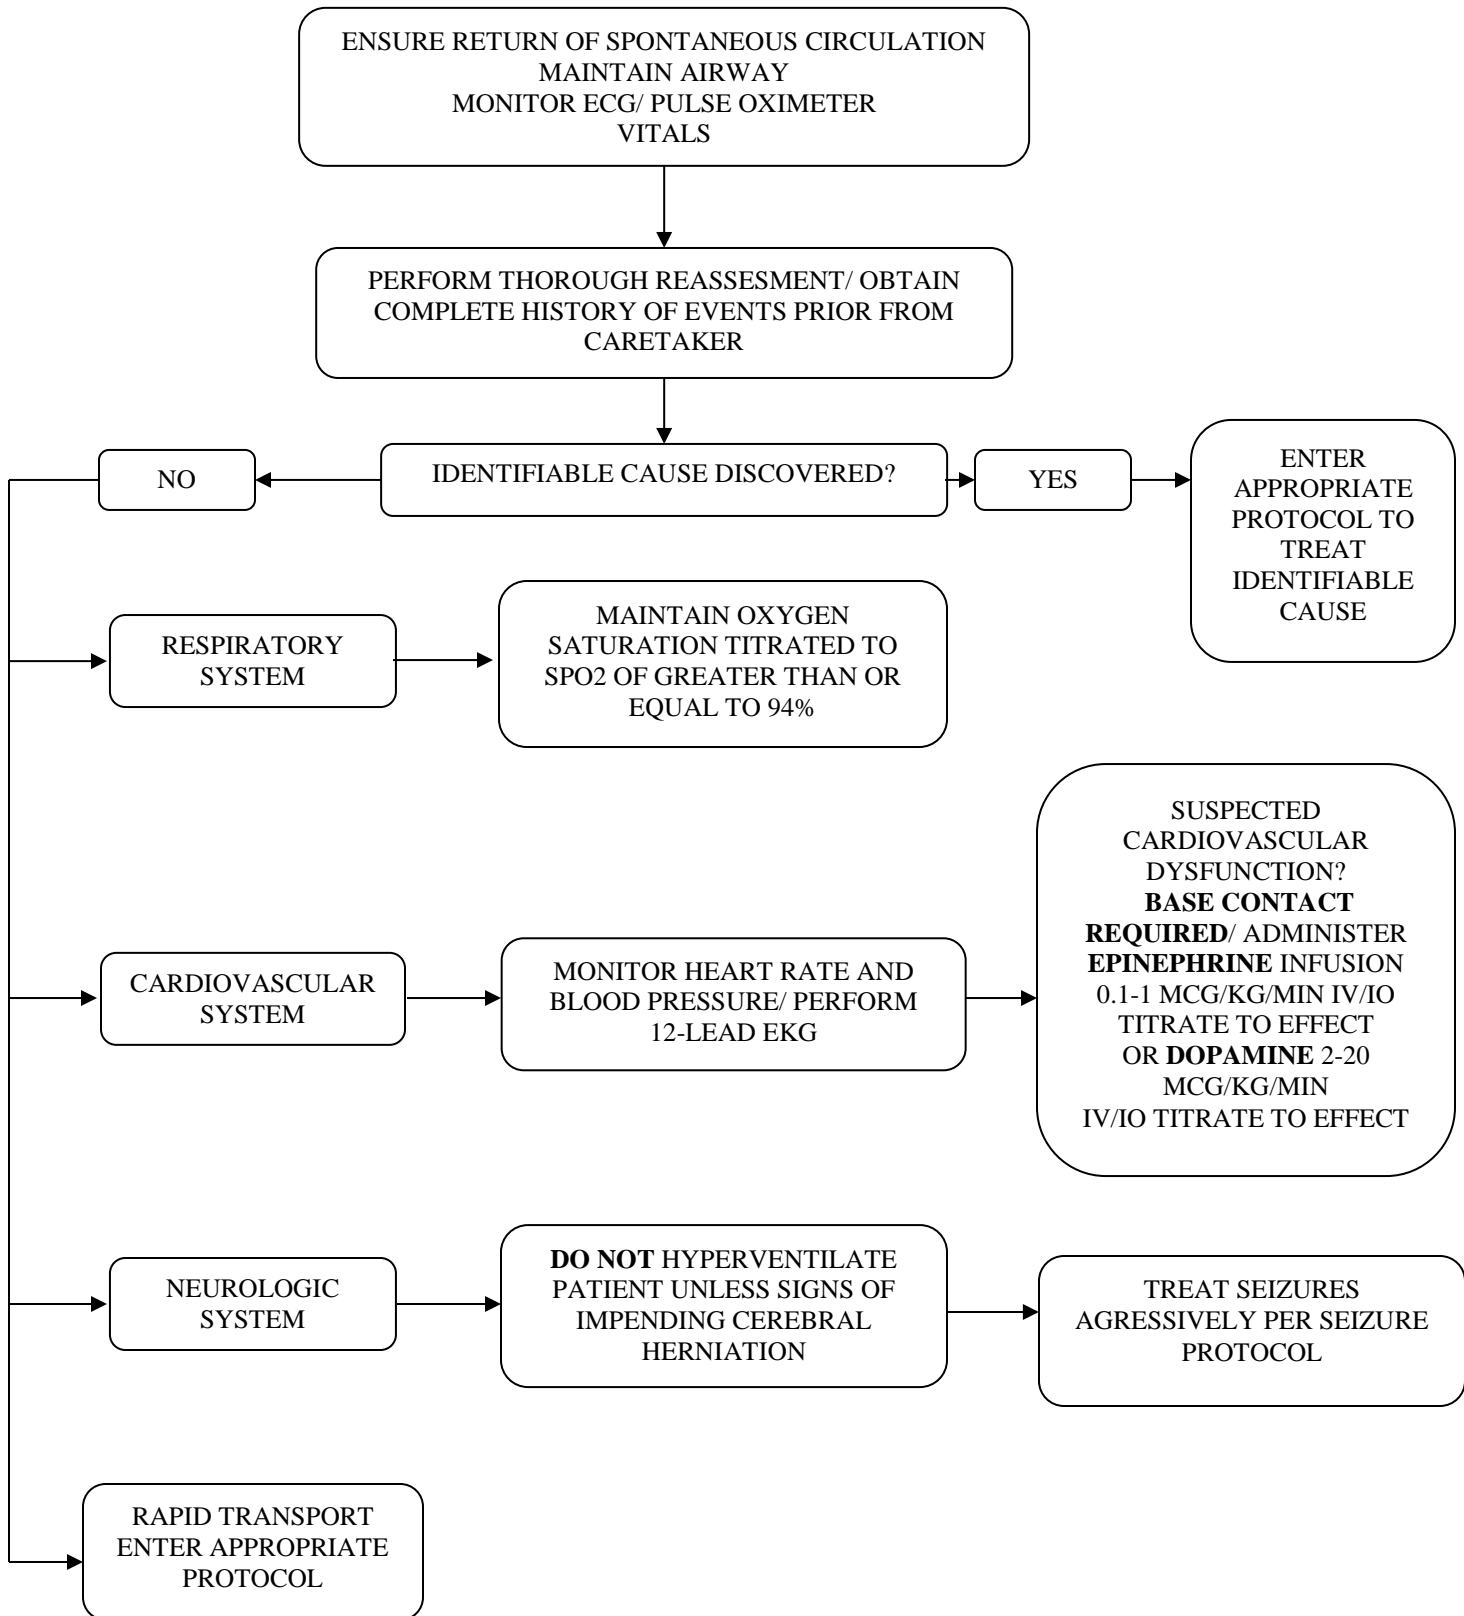 ENSURE RETURN OF SPONTANEOUS CIRCULATION
MAINTAIN AIRWAY
MONITOR ECG/ PULSE OXIMETER
VITALS
PERFORM THOROUGH REASSESMENT/ OBTAIN
COMPLETE HISTORY OF EVENTS PRIOR FROM
CARETAKER
NO
IDENTIFIABLE CAUSE DISCOVERED?
YES
ENTER
APPROPRIATE
PROTOCOL TO
TREAT
IDENTIFIABLE
CAUSE
RESPIRATORY
SYSTEM
MAINTAIN OXYGEN
SATURATION TITRATED TO
SPO2 OF GREATER THAN OR
EQUAL TO 94%
CARDIOVASCULAR
SYSTEM
MONITOR HEART RATE AND
BLOOD PRESSURE/ PERFORM
12-LEAD EKG
SUSPECTED
CARDIOVASCULAR
DYSFUNCTION?
BASE CONTACT
REQUIRED/ ADMINISTER
EPINEPHRINE INFUSION
0.1-1 MCG/KG/MIN IV/IO
TITRATE TO EFFECT
OR DOPAMINE 2-20
MCG/KG/MIN
IV/IO TITRATE TO EFFECT
NEUROLOGIC
SYSTEM
DO NOT HYPERVENTILATE
PATIENT UNLESS SIGNS OF
IMPENDING CEREBRAL
HERNIATION
TREAT SEIZURES
AGRESSIVELY PER SEIZURE
PROTOCOL
RAPID TRANSPORT
ENTER APPROPRIATE
PROTOCOL